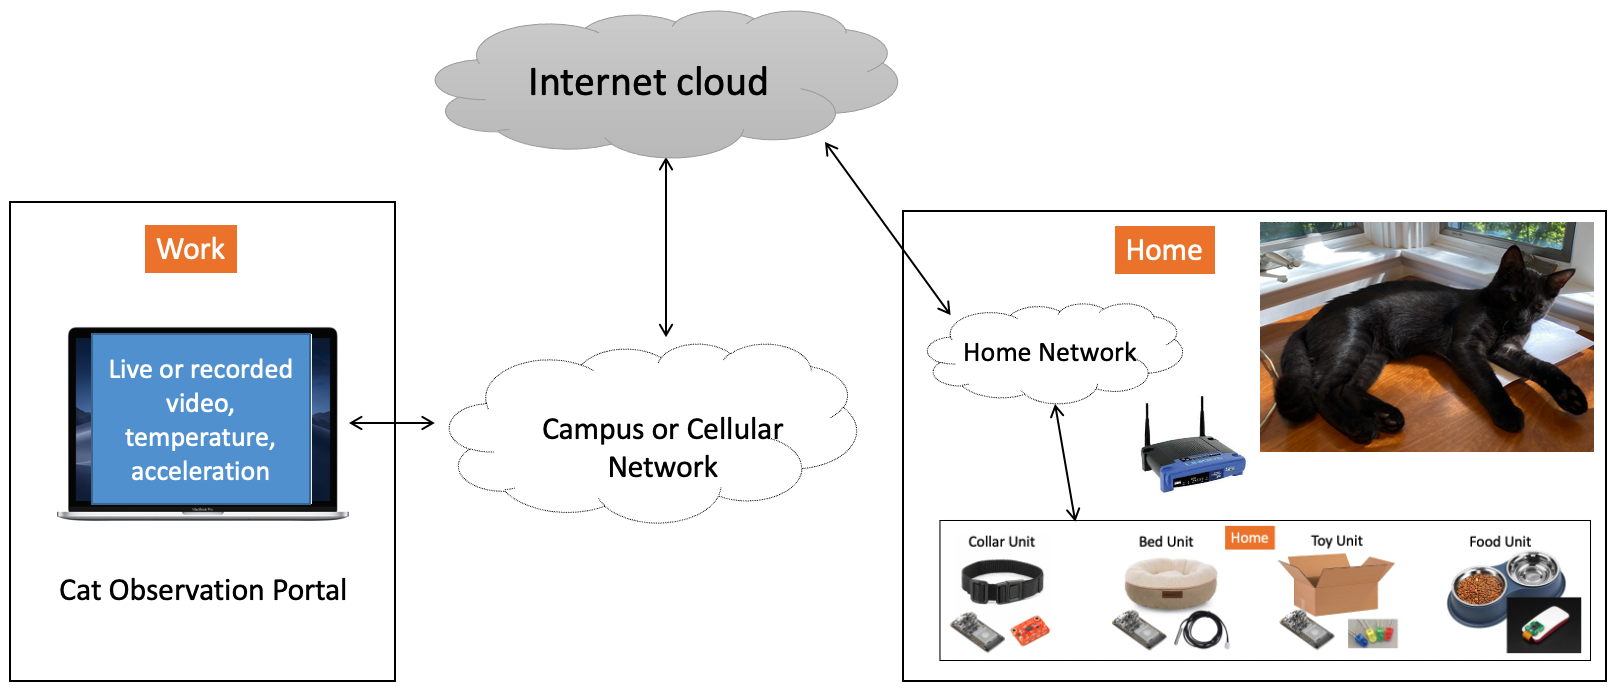 Internet cloud
Work
Live or recorded
video,
temperature,
acceleration
Cat Observation Portal
Campus or Cellular
Network
Home
Home Network
Collar Unit
Bed Unit
Home
Toy Unit
Food Unit